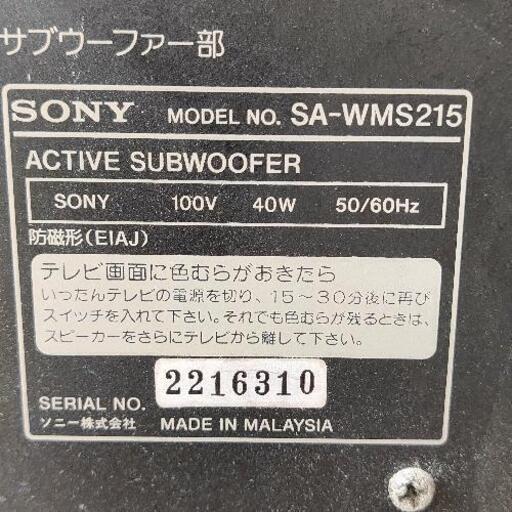 サブウーファー部
SONY MODEL NO. SA-WMS215
ACTIVE SUBWOOFER
SONY 100V 40W 50/60Hz
防磁形(EIAJ)
テレビ画面に色むらがおきたら
いったんテレビの電源を切り、15～30分後に再び
スイッチを入れて下さい。それでも色むらが残るときは、
スピーカーをさらにテレビから離して下さい。
SERIAL NO. 2216310
ソニー株式会社 MADE IN MALAYSIA